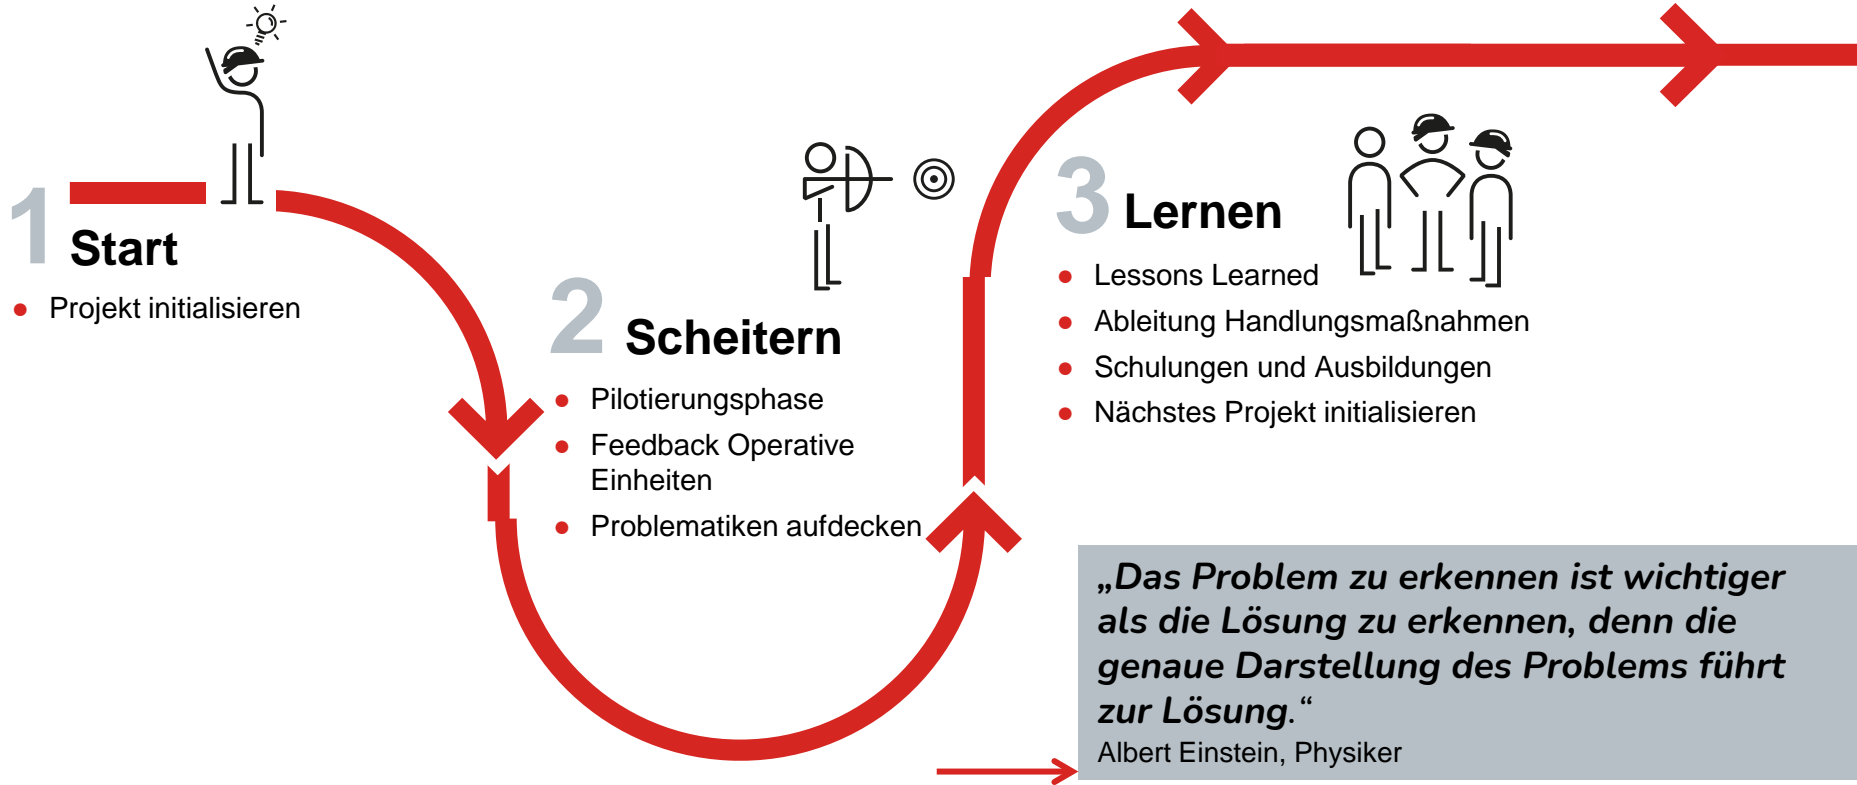 1 Start
Projekt initialisieren
2 Scheitern
Pilotierungsphase
Feedback Operative
Einheiten
Problematiken aufdecken
3 Lernen
Lessons Learned
Ableitung Handlungsmaßnahmen
Schulungen und Ausbildungen
Nächstes Projekt initialisieren
„Das Problem zu erkennen ist wichtiger
als die Lösung zu erkennen, denn die
genaue Darstellung des Problems führt
zur Lösung.“
Albert Einstein, Physiker